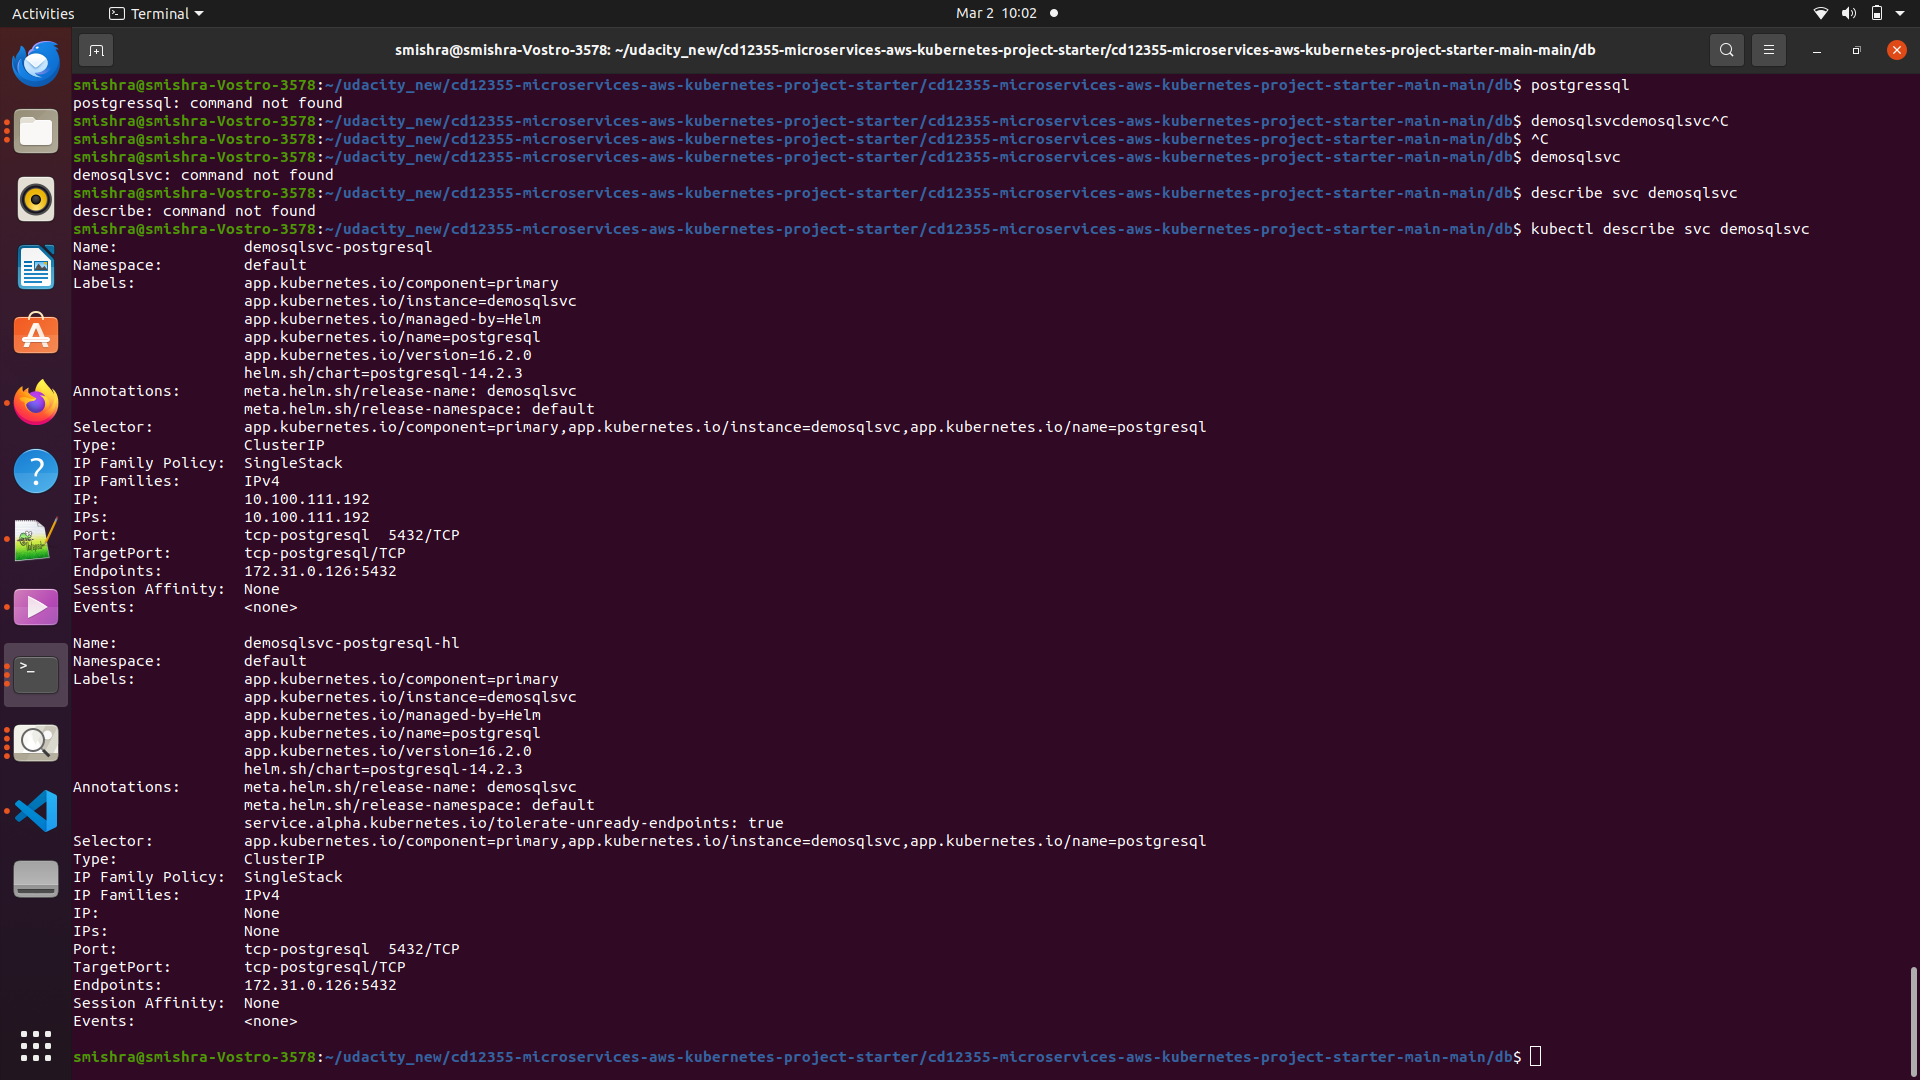 Activities Terminal Mar 2 10:02
smishra@smishra-Vostro-3578: ~/udacity_new/cd12355-microservices-aws-kubernetes-project-starter/cd12355-microservices-aws-kubernetes-project-starter-main-main/db
smishra@smishra-Vostro-3578:~/udacity_new/cd12355-microservices-aws-kubernetes-project-starter/cd12355-microservices-aws-kubernetes-project-starter-main-main/db$ postgressql
postgressql: command not found
smishra@smishra-Vostro-3578:~/udacity_new/cd12355-microservices-aws-kubernetes-project-starter/cd12355-microservices-aws-kubernetes-project-starter-main-main/db$ demosqlsvcdemosqlsvc^C
smishra@smishra-Vostro-3578:~/udacity_new/cd12355-microservices-aws-kubernetes-project-starter/cd12355-microservices-aws-kubernetes-project-starter-main-main/db$ ^C
smishra@smishra-Vostro-3578:~/udacity_new/cd12355-microservices-aws-kubernetes-project-starter/cd12355-microservices-aws-kubernetes-project-starter-main-main/db$ demosqlsvc
demosqlsvc: command not found
smishra@smishra-Vostro-3578:~/udacity_new/cd12355-microservices-aws-kubernetes-project-starter/cd12355-microservices-aws-kubernetes-project-starter-main-main/db$ describe svc demosqlsvc
describe: command not found
smishra@smishra-Vostro-3578:~/udacity_new/cd12355-microservices-aws-kubernetes-project-starter/cd12355-microservices-aws-kubernetes-project-starter-main-main/db$ kubectl describe svc demosqlsvc
Name: demosqlsvc-postgresql
Namespace: default
Labels: app.kubernetes.io/component=primary
app.kubernetes.io/instance=demosqlsvc
app.kubernetes.io/managed-by=Helm
app.kubernetes.io/name=postgresql
app.kubernetes.io/version=16.2.0
helm.sh/chart=postgresql-14.2.3
Annotations: meta.helm.sh/release-name: demosqlsvc
meta.helm.sh/release-namespace: default
Selector: app.kubernetes.io/component=primary,app.kubernetes.io/instance=demosqlsvc,app.kubernetes.io/name=postgresql
Type: ClusterIP
IP Family Policy: SingleStack
IP Families: IPv4
IP: 10.100.111.192
IPs: 10.100.111.192
Port: tcp-postgresql 5432/TCP
TargetPort: tcp-postgresql/TCP
Endpoints: 172.31.0.126:5432
Session Affinity: None
Events: <none>
Name: demosqlsvc-postgresql-hl
Namespace: default
Labels: app.kubernetes.io/component=primary
app.kubernetes.io/instance=demosqlsvc
app.kubernetes.io/managed-by=Helm
app.kubernetes.io/name=postgresql
app.kubernetes.io/version=16.2.0
helm.sh/chart=postgresql-14.2.3
Annotations: meta.helm.sh/release-name: demosqlsvc
meta.helm.sh/release-namespace: default
service.alpha.kubernetes.io/tolerate-unready-endpoints: true
Selector: app.kubernetes.io/component=primary,app.kubernetes.io/instance=demosqlsvc,app.kubernetes.io/name=postgresql
Type: ClusterIP
IP Family Policy: SingleStack
IP Families: IPv4
IP: None
IPs: None
Port: tcp-postgresql 5432/TCP
TargetPort: tcp-postgresql/TCP
Endpoints: 172.31.0.126:5432
Session Affinity: None
Events: <none>
smishra@smishra-Vostro-3578:~/udacity_new/cd12355-microservices-aws-kubernetes-project-starter/cd12355-microservices-aws-kubernetes-project-starter-main-main/db$